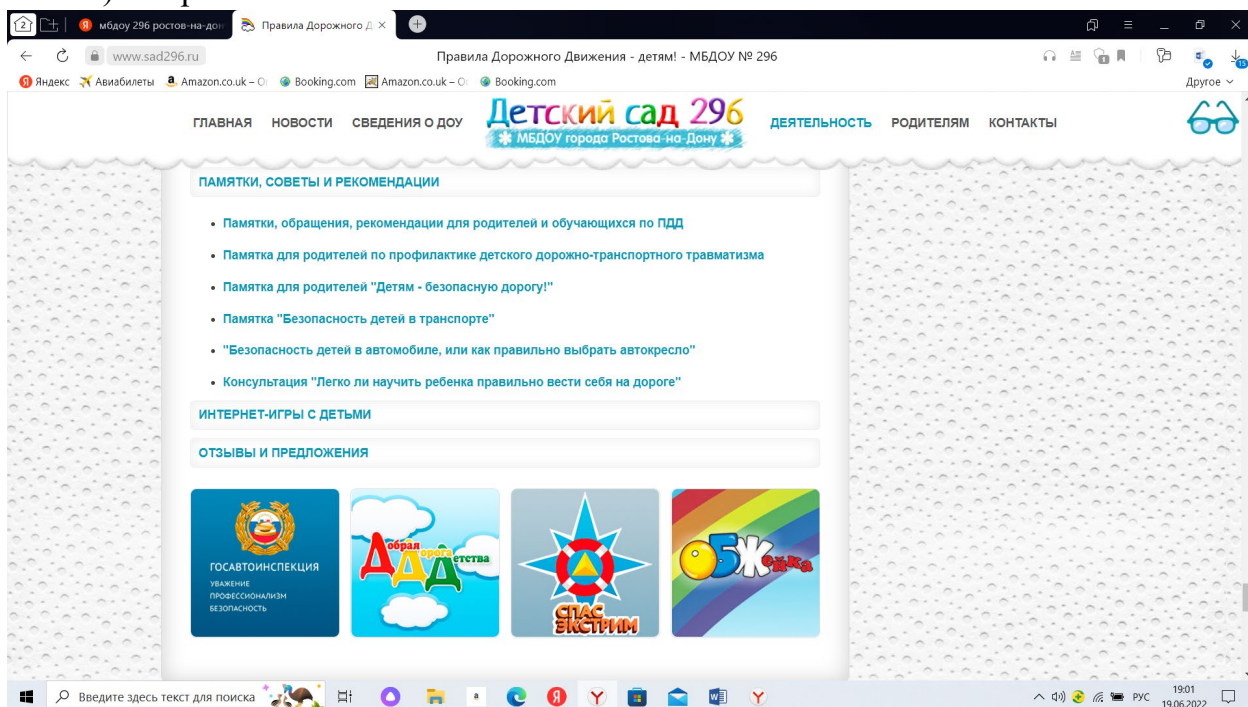 2
мбдоу 296 ростов-на-дон
Правила Дорожного Д
www.sad296.ru
Правила Дорожного Движения - детям! - МБДОУ № 296
15
Яндекс Авиабилеты Amazon.co.uk – O Booking.com Amazon.co.uk – O Booking.com Другое
ГЛАВНАЯ НОВОСТИ СВЕДЕНИЯ О ДОУ Детский сад 296 ДЕЯТЕЛЬНОСТЬ РОДИТЕЛЯМ КОНТАКТЫ
МБДОУ города Ростова-на-Дону
ПАМЯТКИ, СОВЕТЫ И РЕКОМЕНДАЦИИ
Памятки, обращения, рекомендации для родителей и обучающихся по ПДД
Памятка для родителей по профилактике детского дорожно-транспортного травматизма
Памятка для родителей "Детям - безопасную дорогу!"
Памятка "Безопасность детей в транспорте"
"Безопасность детей в автомобиле, или как правильно выбрать автокресло"
Консультация "Легко ли научить ребенка правильно вести себя на дороге"
ИНТЕРНЕТ-ИГРЫ С ДЕТЬМИ
ОТЗЫВЫ И ПРЕДЛОЖЕНИЯ
ГОСАВТОИНСПЕКЦИЯ
УВАЖЕНИЕ
ПРОФЕССИОНАЛИЗМ
БЕЗОПАСНОСТЬ
Добрая Дорога Детства
СПАС
ЭКСТРИМ
ОБЖейка
Введите здесь текст для поиска
РУС
19:01
19.06.2022